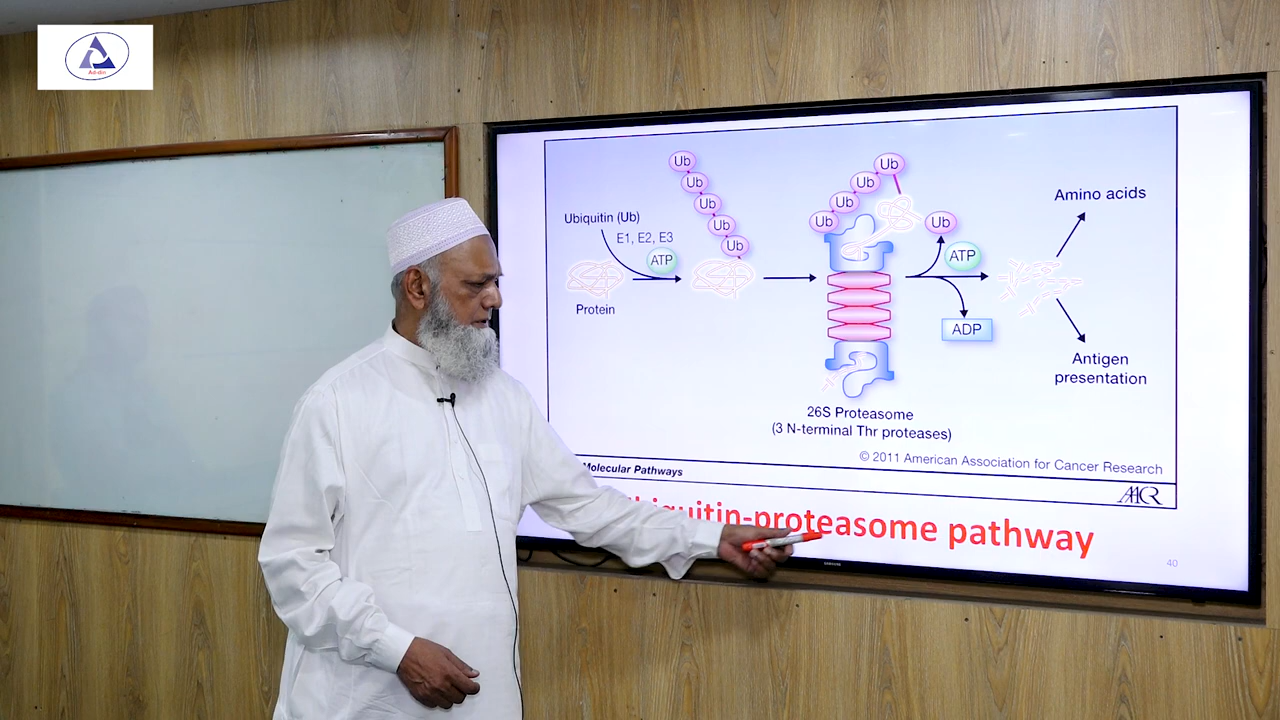 Ad-din
Ub
Ub
Ub
Ub
Ub
Ub
Ub
Ub
Ub
Ub
Ubiquitin (Ub)
E1, E2, E3
ATP
Protein
ATP
ADP
Amino acids
Antigen
presentation
26S Proteasome
(3 N-terminal Thr proteases)
© 2011 American Association for Cancer Research
Molecular Pathways
AACR
biquitin-proteasome pathway
40
SAMSUNG